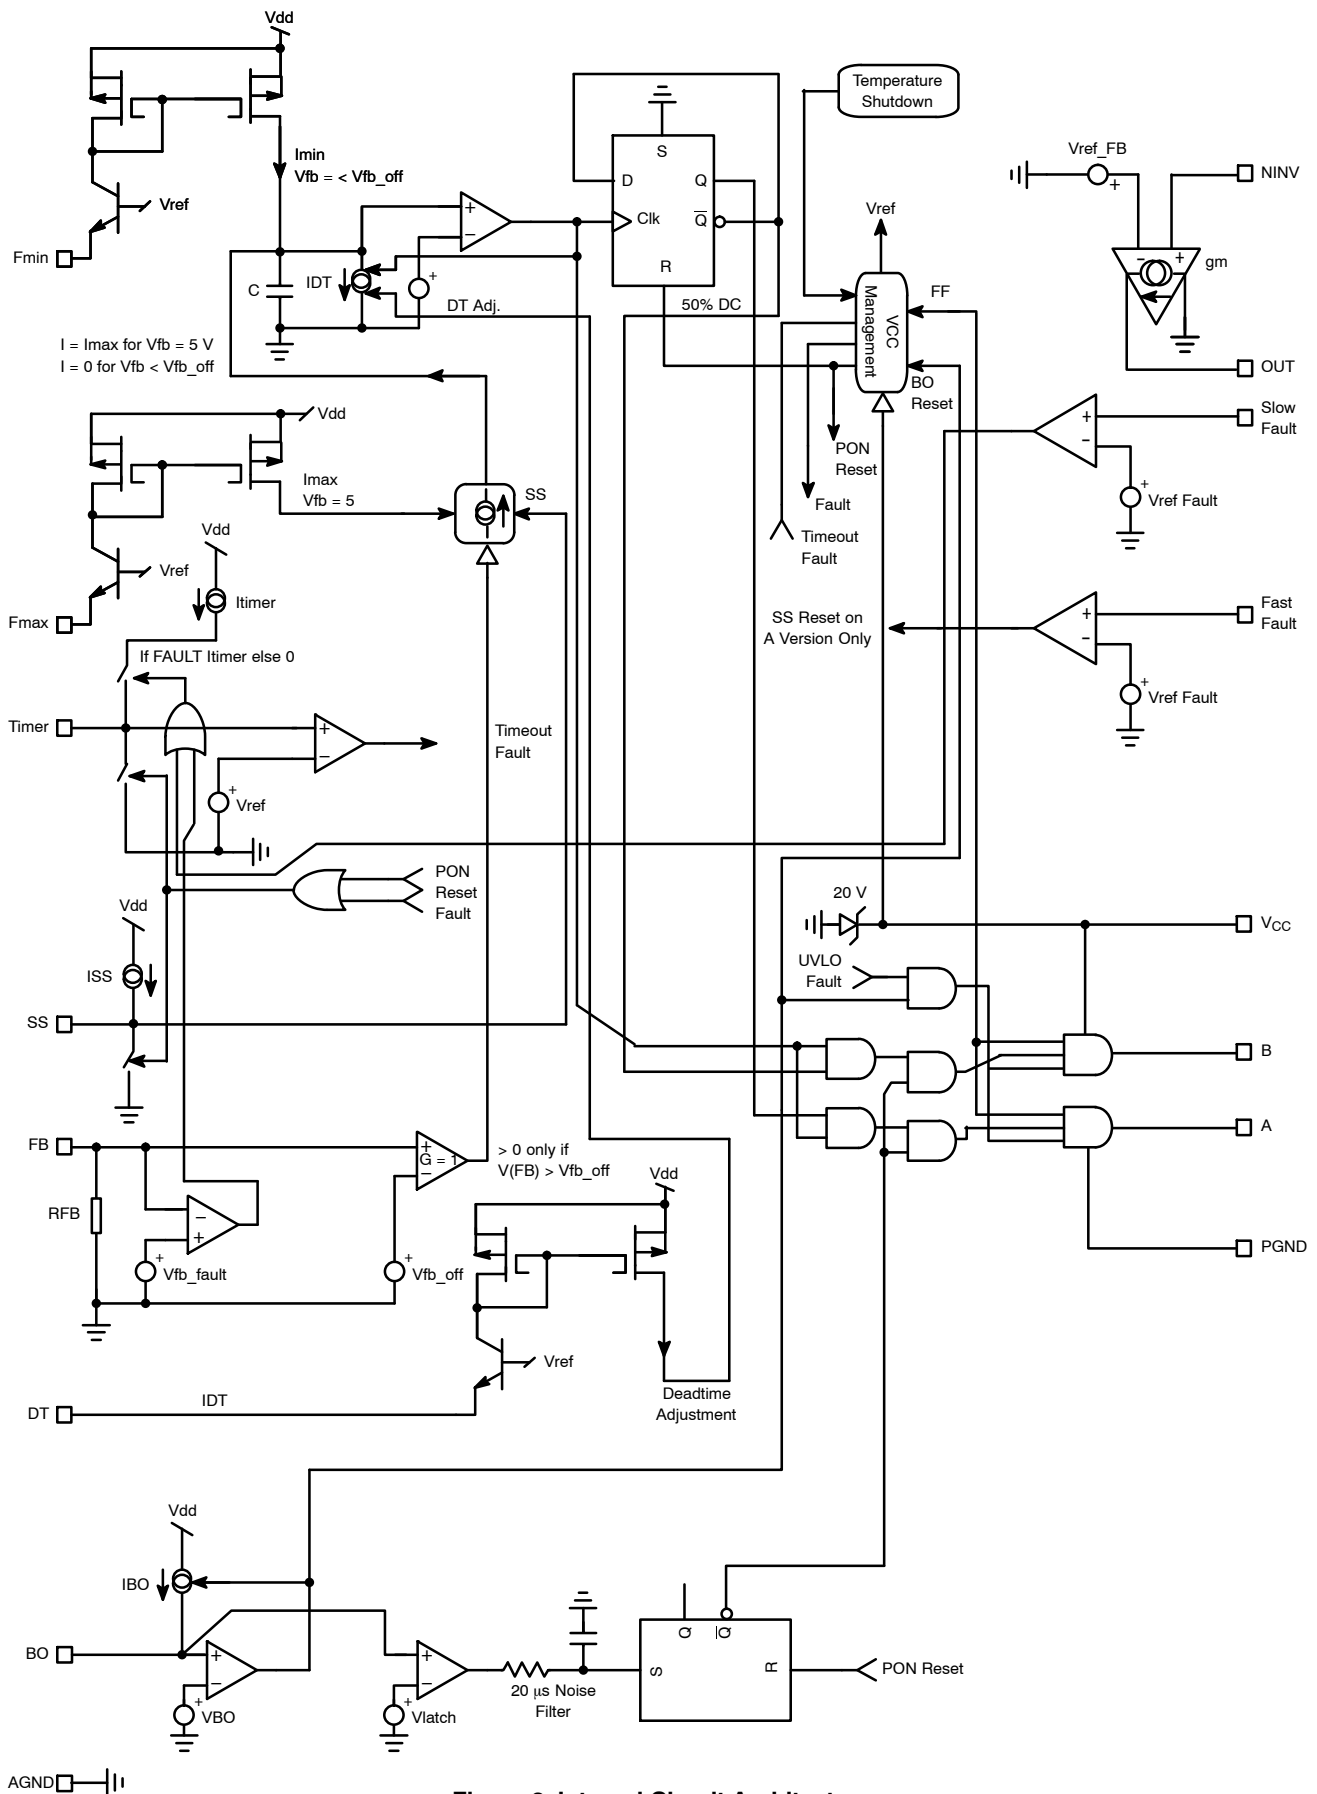 Vdd
Temperature
Shutdown
Imin
Vfb = < Vfb_off
Vref
Fmin
S
D
Q
Clk
Q
R
Vref_FB
+
NINV
Vref
- +
gm
+
−
IDT
+
C
DT Adj.
50% DC
FF
VCC
Management
BO
Reset
OUT
I = Imax for Vfb = 5 V
I = 0 for Vfb < Vfb_off
Vdd
Slow
Fault
+
−
PON
Reset
Imax
Vfb = 5
SS
Fault
+
Vref Fault
Vdd
Timeout
Fault
Vref
Itimer
Fmax
SS Reset on
A Version Only
Fast
Fault
+
−
If FAULT Itimer else 0
+
Vref Fault
Timer
+
−
Timeout
Fault
+
Vref
PON
Reset
Fault
Vdd
20 V
VCC
UVLO
Fault
ISS
SS
B
A
FB
+
G = 1
−
> 0 only if
V(FB) > Vfb_off
Vdd
RFB
−
+
+
Vfb_fault
+
Vfb_off
PGND
Vref
IDT
DT
Deadtime
Adjustment
Vdd
IBO
BO
+
−
+
−
Q
Q
S
R
PON Reset
20 μs Noise
Filter
+
VBO
+
Vlatch
AGND